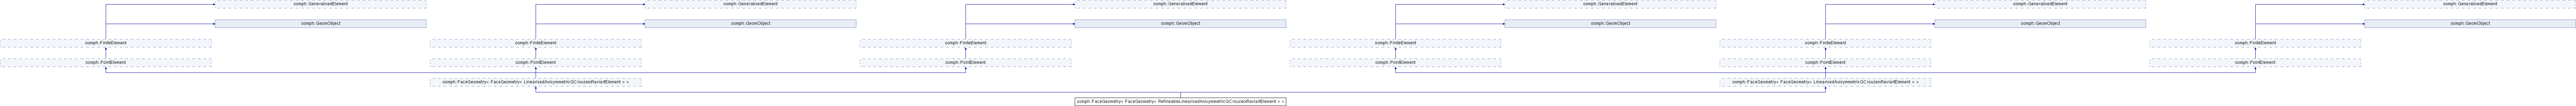 oomph::GeneralisedElement oomph::GeneralisedElement oomph::GeneralisedElement oomph::GeneralisedElement oomph::GeneralisedElement oomph::GeneralisedElement
oomph::GeomObject oomph::GeomObject oomph::GeomObject oomph::GeomObject oomph::GeomObject oomph::GeomObject
oomph::FiniteElement oomph::FiniteElement oomph::FiniteElement oomph::FiniteElement oomph::FiniteElement oomph::FiniteElement
oomph::PointElement oomph::PointElement oomph::PointElement oomph::PointElement oomph::PointElement oomph::PointElement
oomph::FaceGeometry< FaceGeometry< LinearisedAxisymmetricQCrouzeixRaviartElement > > oomph::FaceGeometry< FaceGeometry< LinearisedAxisymmetricQCrouzeixRaviartElement > >
oomph::FaceGeometry< FaceGeometry< RefineableLinearisedAxisymmetricQCrouzeixRaviartElement > >